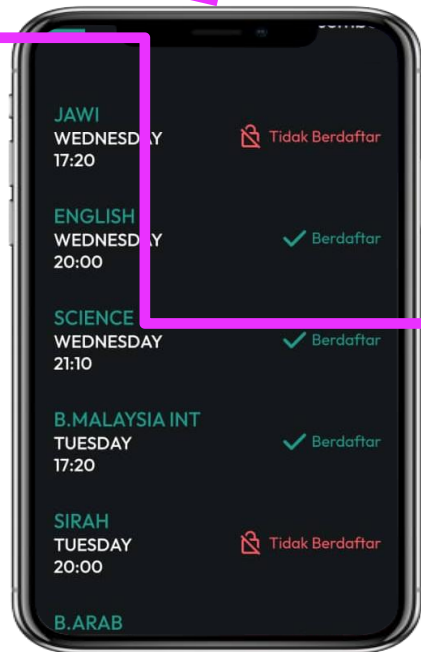 JAWI
WEDNESDAY
17:20
Tidak Berdaftar
ENGLISH
WEDNESDAY
20:00
Berdaftar
SCIENCE
WEDNESDAY
21:10
Berdaftar
B.MALAYSIA INT
TUESDAY
17:20
Berdaftar
SIRAH
TUESDAY
20:00
Tidak Berdaftar
B.ARAB